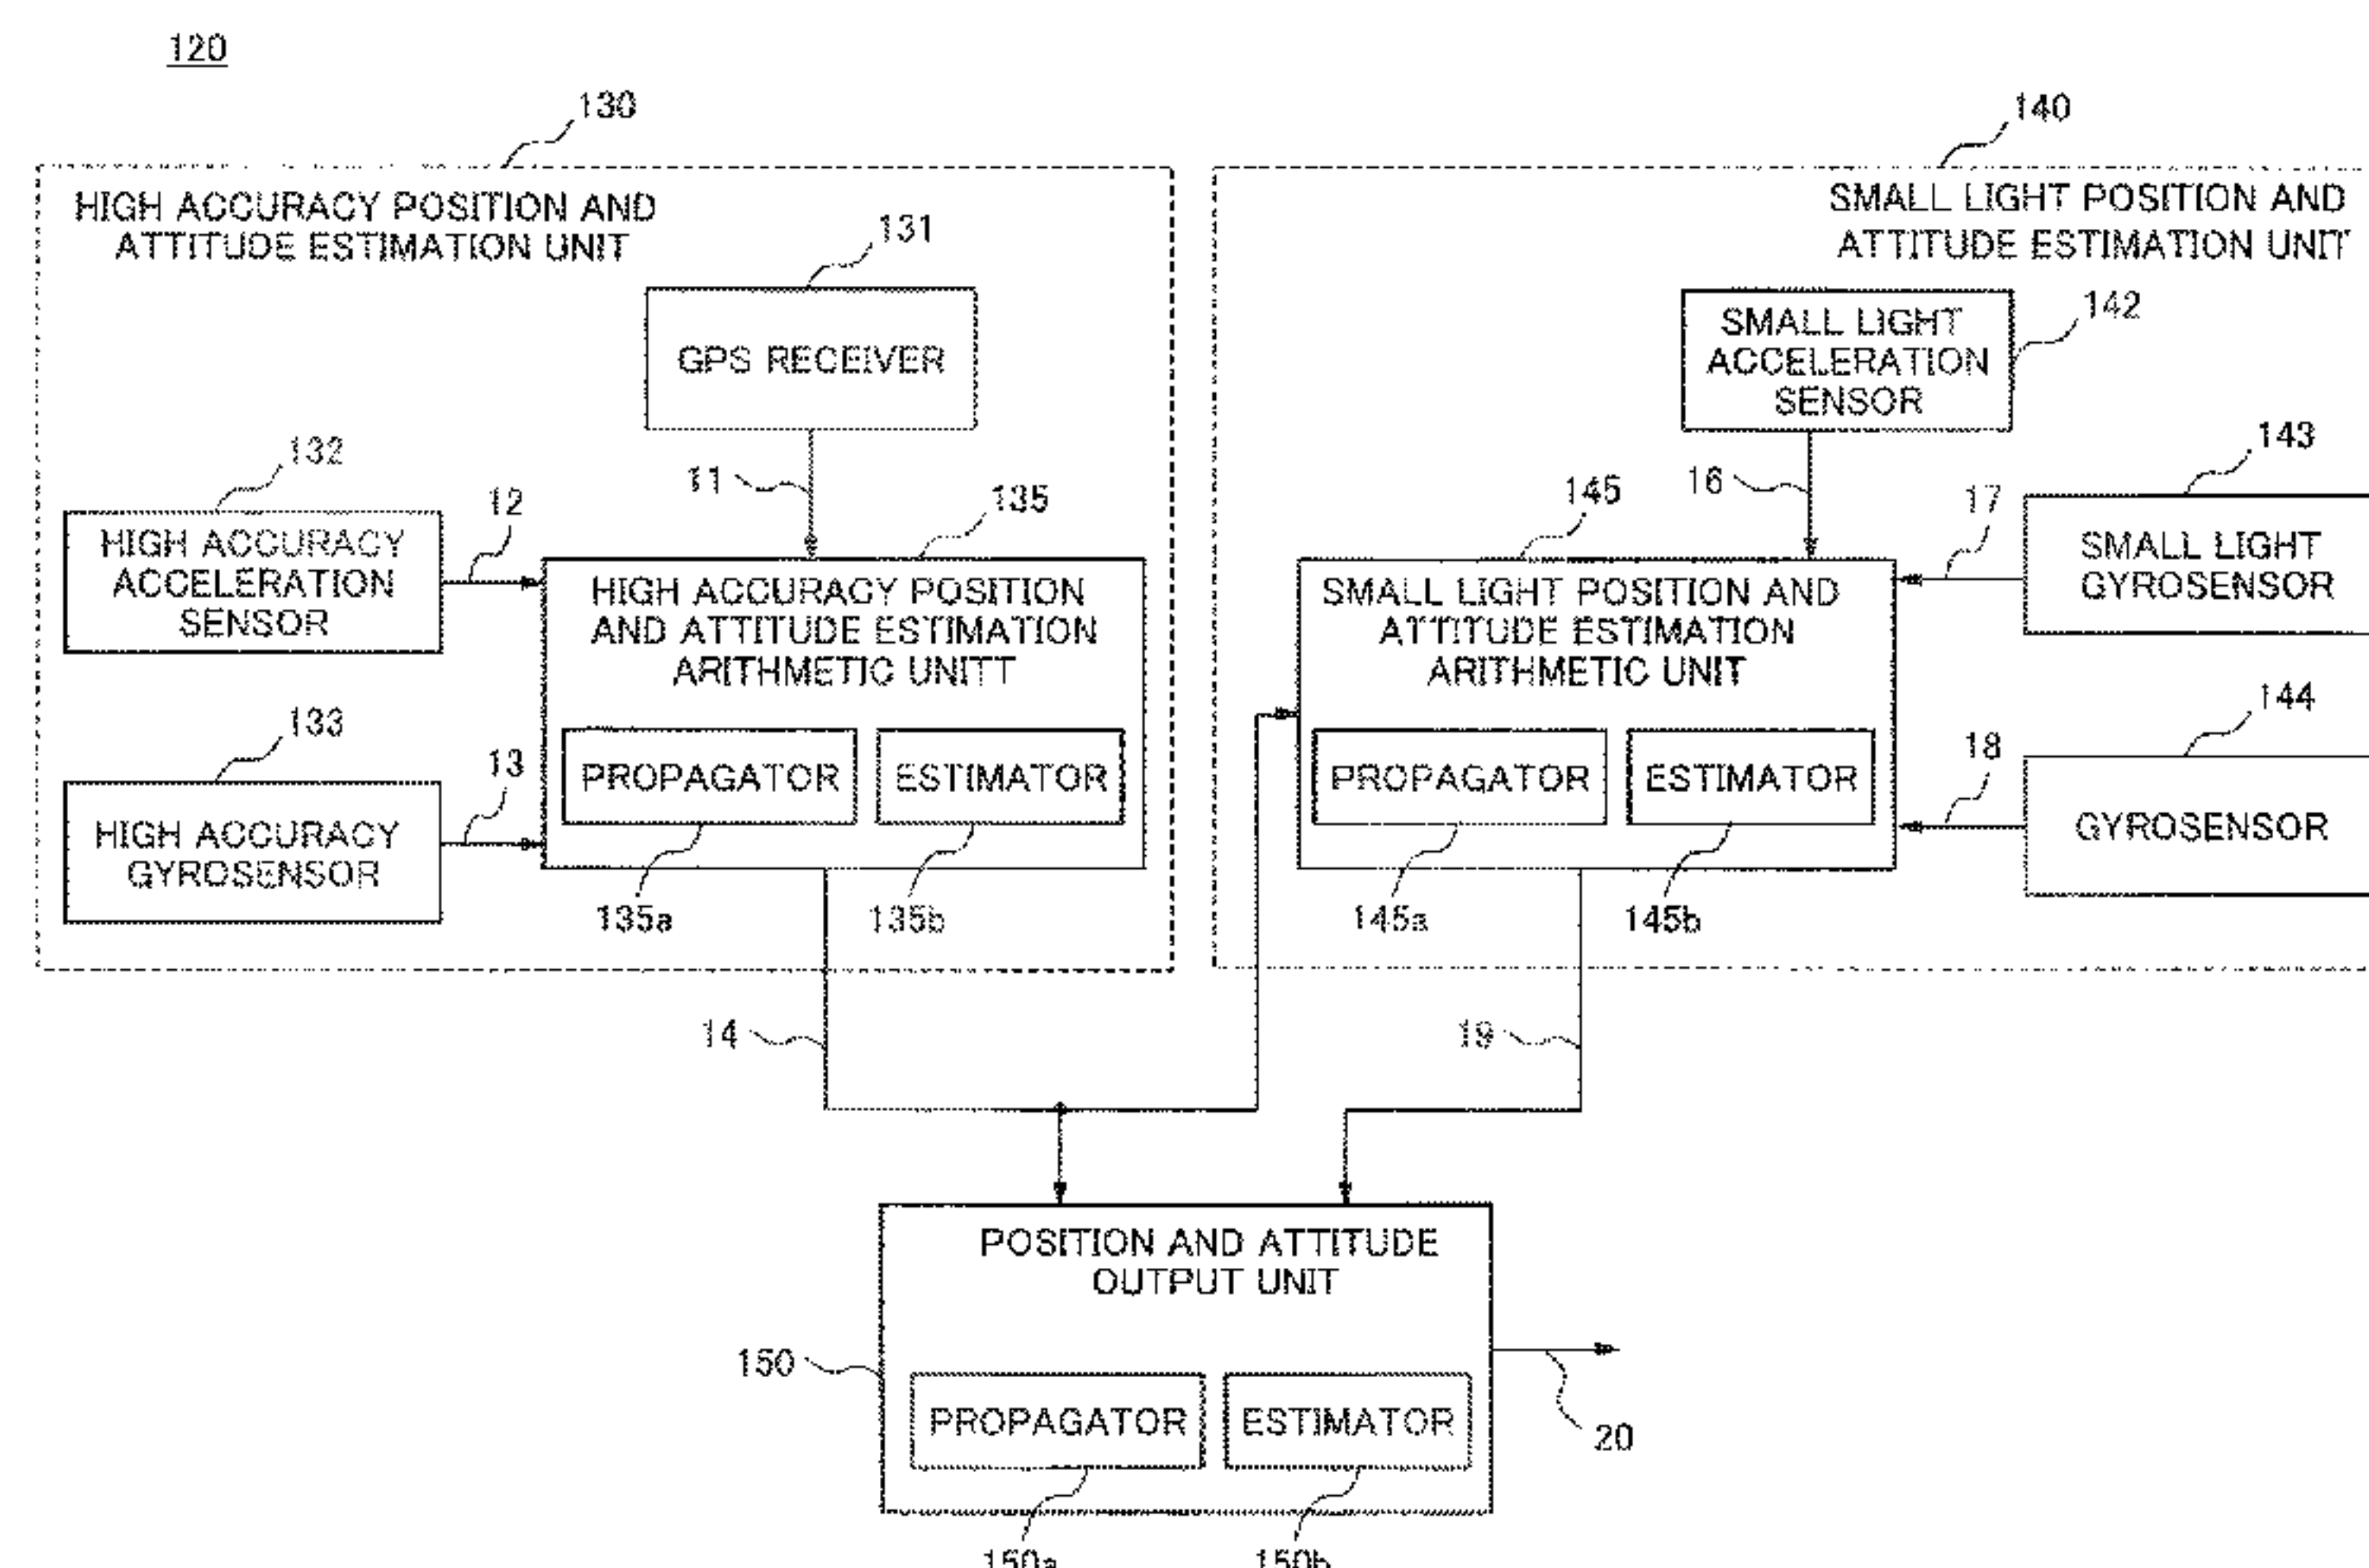 120
130
140
HIGH ACCURACY POSITION AND
ATTITUDE ESTIMATION UNIT
SMALL LIGHT POSITION AND
ATTITUDE ESTIMATION UNIT
131
GPS RECEIVER
142
SMALL LIGHT
ACCELERATION
SENSOR
132
12
11
135
145
16
17
143
HIGH ACCURACY
ACCELERATION
SENSOR
HIGH ACCURACY POSITION
AND ATTITUDE ESTIMATION
ARITHMETIC UNITT
SMALL LIGHT POSITION AND
ATTITUDE ESTIMATION
ARITHMETIC UNIT
SMALL LIGHT
GYROSENSOR
133
13
144
18
HIGH ACCURACY
GYROSENSOR
PROPAGATOR
ESTIMATOR
PROPAGATOR
ESTIMATOR
GYROSENSOR
135a
135b
145a
145b
14
19
POSITION AND ATTITUDE
OUTPUT UNIT
150
PROPAGATOR
ESTIMATOR
20
150a
150b